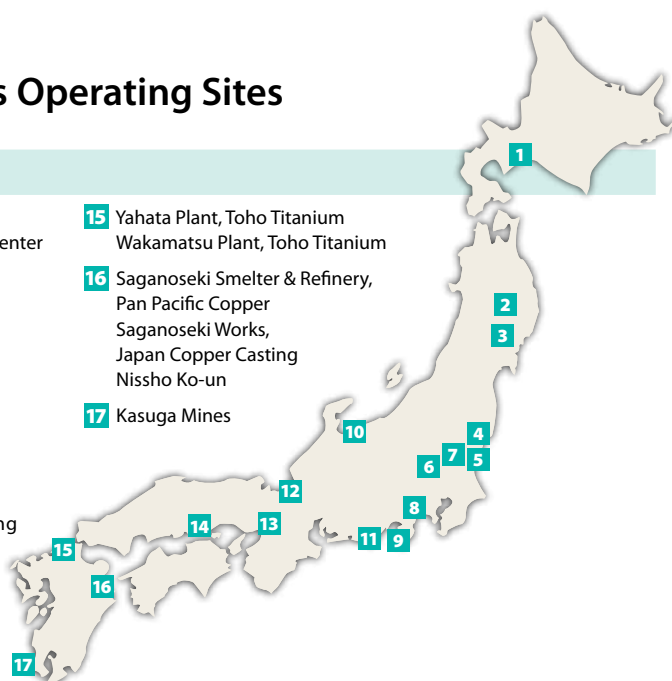 s Operating Sites
enter
15 Yahata Plant, Toho Titanium
Wakamatsu Plant, Toho Titanium
16 Saganoseki Smelter & Refinery,
Pan Pacific Copper
Saganoseki Works,
Japan Copper Casting
Nissho Ko-un
17 Kasuga Mines
ng
1
2
3
4
5
7
6
10
12
8
13
14
11
9
15
16
17